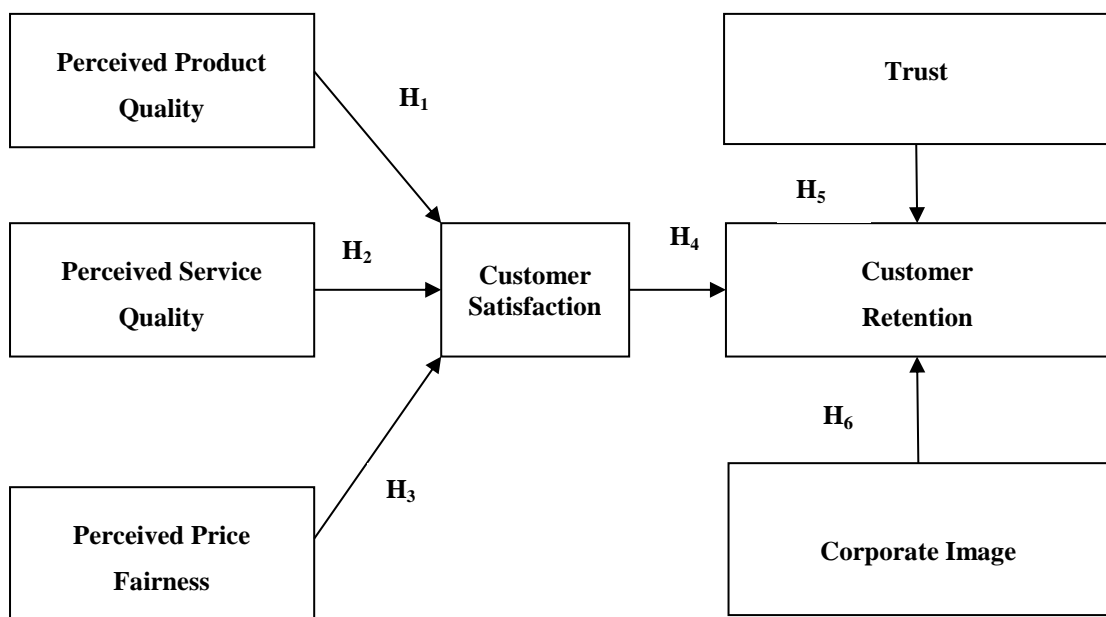 Perceived Product
Quality
H₁
Trust
H₅
Perceived Service
Quality
H₂
Customer
Satisfaction
H₄
Customer
Retention
H₆
H₃
Perceived Price
Fairness
Corporate Image